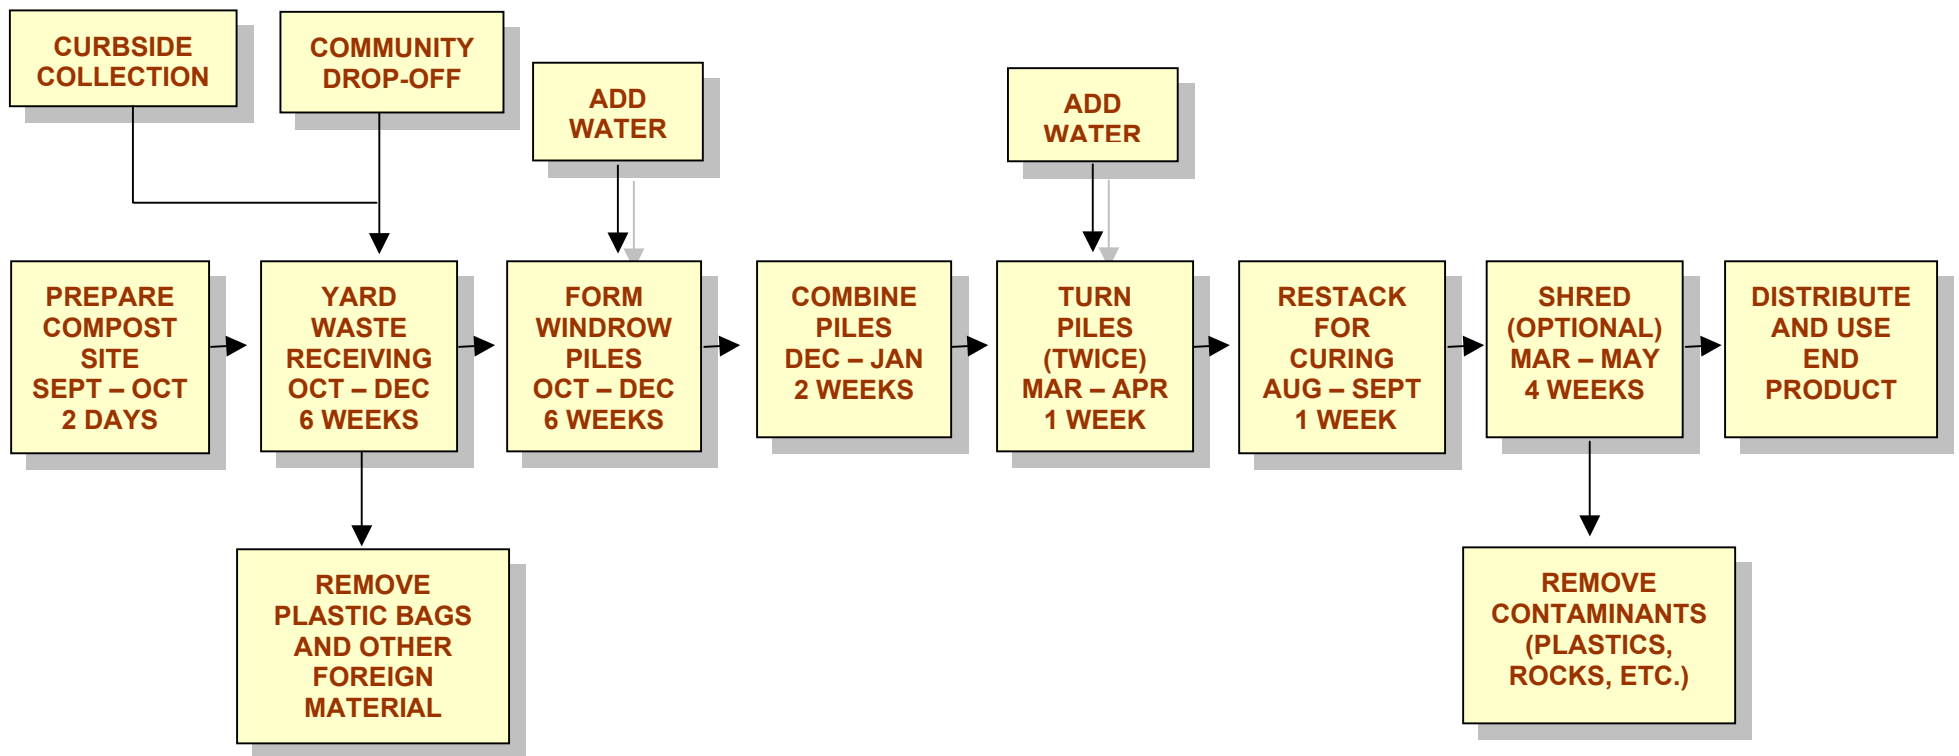 CURBSIDE
COLLECTION
COMMUNITY
DROP-OFF
ADD
WATER
ADD
WATER
PREPARE
COMPOST
SITE
SEPT – OCT
2 DAYS
YARD
WASTE
RECEIVING
OCT – DEC
6 WEEKS
FORM
WINDROW
PILES
OCT – DEC
6 WEEKS
COMBINE
PILES
DEC – JAN
2 WEEKS
TURN
PILES
(TWICE)
MAR – APR
1 WEEK
RESTACK
FOR
CURING
AUG – SEPT
1 WEEK
SHRED
(OPTIONAL)
MAR – MAY
4 WEEKS
DISTRIBUTE
AND USE
END
PRODUCT
REMOVE
PLASTIC BAGS
AND OTHER
FOREIGN
MATERIAL
REMOVE
CONTAMINANTS
(PLASTICS,
ROCKS, ETC.)